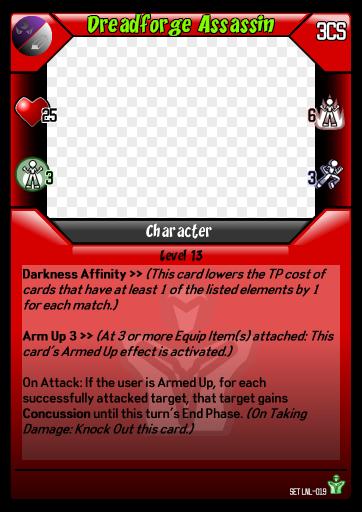 Dreadforge Assassin
3CS
25
6
3
3
Character
Level 13
Darkness Affinity >> (This card lowers the TP cost of
cards that have at least 1 of the listed elements by 1
for each match.)
Arm Up 3 >> (At 3 or more Equip Item(s) attached: This
card's Armed Up effect is activated.)
On Attack: If the user is Armed Up, for each
successfully attacked target, that target gains
Concussion until this turn's End Phase. (On Taking
Damage: Knock Out this card.)
SET LNL-019